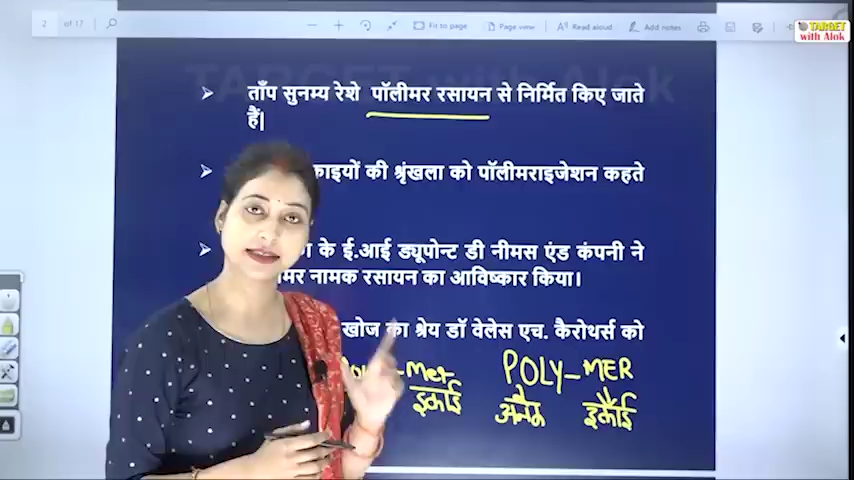 2 of 17 Fit to page Page view Read aloud Add notes
TARGET
with Alok
ताँप सुनम्य रेशे पॉलीमर रसायन से निर्मित किए जाते
हैं|
काइयों की श्रृंखला को पॉलीमराइजेशन कहते
के ई.आई ड्यूपोन्ट डी नीमस एंड कंपनी ने
मर नामक रसायन का आविष्कार किया।
खोज का श्रेय डॉ वेलेस एच. कैरोथर्स को
Mer POLY-MER
इकाई अनेक इकाई